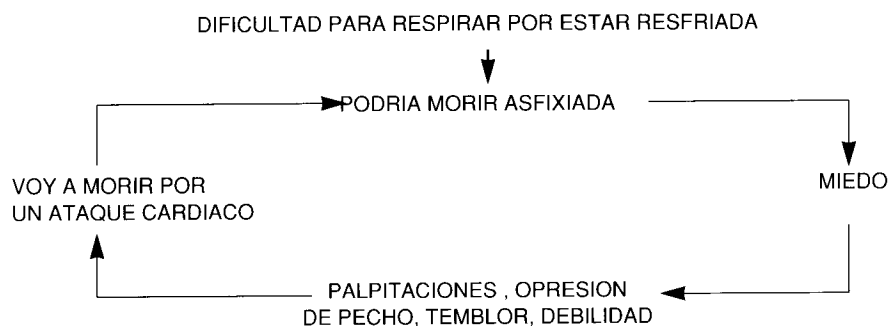 DIFICULTAD PARA RESPIRAR POR ESTAR RESFRIADA
PODRIA MORIR ASFIXIADA
MIEDO
VOY A MORIR POR
UN ATAQUE CARDIACO
PALPITACIONES , OPRESION
DE PECHO, TEMBLOR, DEBILIDAD